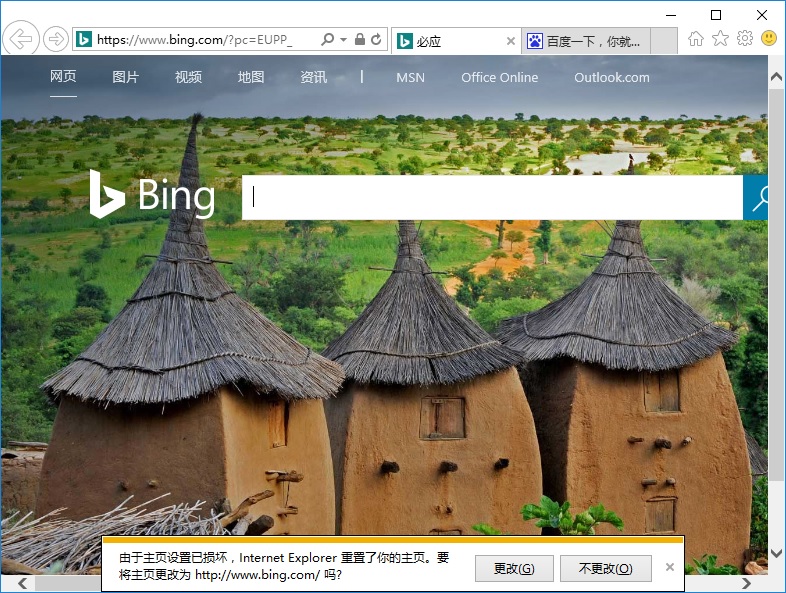 https://www.bing.com/?pc=EUPP_
必应
百度一下，你就...
网页 图片 视频 地图 资讯 | MSN Office Online Outlook.com
Bing
由于主页设置已损坏，Internet Explorer 重置了你的主页。要
将主页更改为 http://www.bing.com/ 吗?
更改(G) 不更改(O)